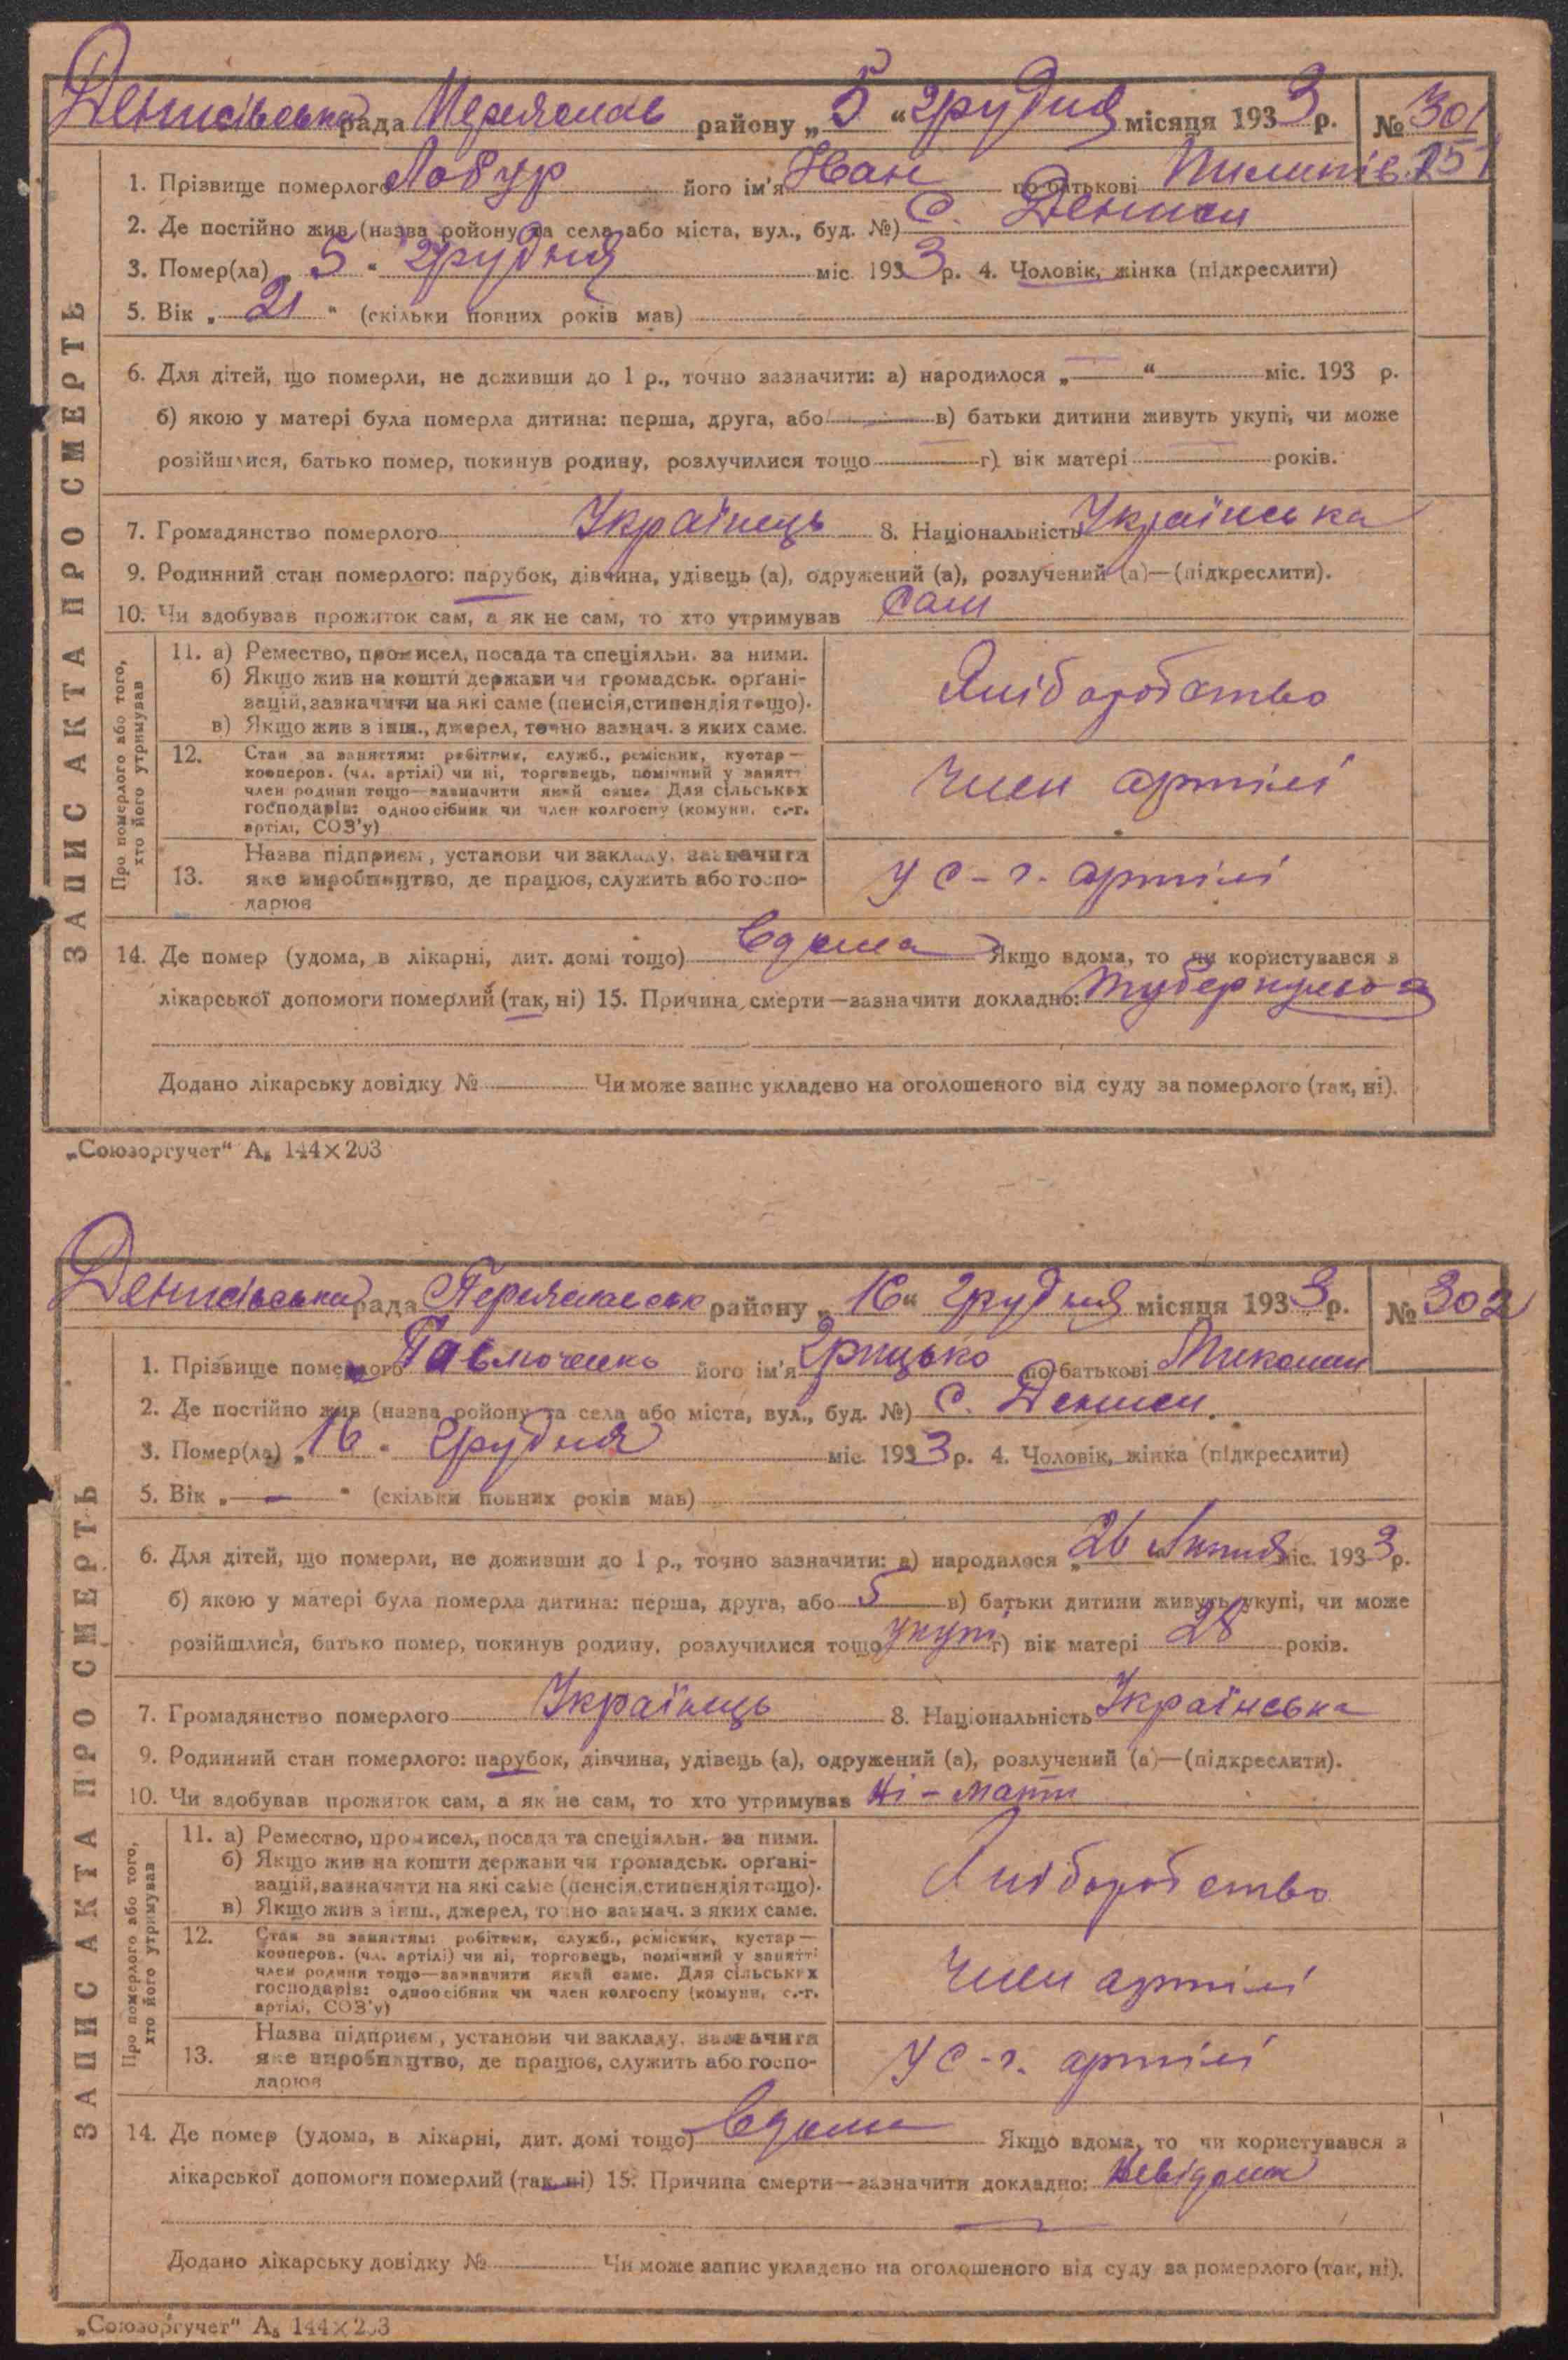 Денисівська рада Переяслав району „5“ грудня місяця 1933 р. № 301
151
1. Прізвище померлого Лобур його ім'я Iван по батькові Пилипів.
2. Де постійно жив (назва ройону та села або міста, вул., буд. №) С. Дениси
3. Помер(ла) „5“ грудня міс 1933 р. 4. Чоловік, жінка (підкреслити)
5. Вік „21“ (скільки повних років мав)
6. Для дітей, що померли, не доживши до 1 р., точно зазначити: а) народилося „—“ міс. 193 р.
б) якою у матері була померла дитина: перша, друга, або — в) батьки дитини живуть укупі, чи може
розійшлися, батько помер, покинув родину, розлучилися тощо — г) вік матері — років.
7. Громадянство померлого Українець 8. Національність Українська
9. Родинний стан померлого: парубок, дівчина, удівець (а), одружений (а), розлучений (а)—(підкреслити).
10. Чи здобував прожиток сам, а як не сам, то хто утримував Сам
ЗАПИС АКТА ПРО СМЕРТЬ
Про померлого або того, хто його утримував
11. а) Ремество, промисел, посада та спеціяльн. за ними.
б) Якщо жив на кошти держави чи громадськ. орґані-
зацій, зазначити на які саме (пенсія, стипендія тощо).
в) Якщо жив з інш., джерел, точно зазнач. з яких саме.
Хліборобство
12. Стан за занястям: робітник, служб., ремісник, кустар—
кооперов. (чл. артілі) чи ні, торговець, помічний у занятті
член родини тощо—зазначити який саме. Для сільських
господарів: одноосібник чи член колгоспу (комуни, с.-г.
артілі, СОЗ'у)
Член артілі
13. Назва підприєм, установи чи закладу, зазначити
яке виробництво, де працює, служить або госпо-
дарює
У с-г. артілі
14. Де помер (удома, в лікарні, дит. домі тощо) вдома Якщо вдома, то чи користувався з
лікарської допомоги померлий (так, ні) 15. Причина смерти—зазначити докладно: туберкульоз
Додано лікарську довідку № Чи може запис укладено на оголошеного від суду за померлого (так, ні).
„Союзоргучет“ А₅ 144×203
Денисівська рада Переяславськ району „16“ грудня місяця 1933 р. № 302
1. Прізвище померлого Павлоченко його ім'я Грицько по батькові Миколаи
2. Де постійно жив (назва ройону та села або міста, вул., буд. №) С. Дениси.
3. Помер(ла) „16“ грудня міс. 1933 р. 4. Чоловік, жінка (підкреслити)
5. Вік „—“ (скільки повних років мав)
6. Для дітей, що померли, не доживши до 1 р., точно зазначити: а) народилося „26“ Липня міс. 1933 р.
б) якою у матері була померла дитина: перша, друга, або 5 в) батьки дитини живуть укупі, чи може
розійшлися, батько помер, покинув родину, розлучилися тощо укупі г) вік матері 28 років.
7. Громадянство померлого Українець 8. Національність Українська
9. Родинний стан померлого: парубок, дівчина, удівець (а), одружений (а), розлучений (а)—(підкреслити).
10. Чи здобував прожиток сам, а як не сам, то хто утримував Ні – мати
ЗАПИС АКТА ПРО СМЕРТЬ
Про померлого або того, хто його утримував
11. а) Ремество, промисел, посада та спеціяльн. за ними.
б) Якщо жив на кошти держави чи громадськ. орґані-
зацій, зазначити на які саме (пенсія, стипендія тощо).
в) Якщо жив з інш., джерел, точно зазнач. з яких саме.
Хліборобство
12. Стан за занястям: робітник, служб., ремісник, кустар—
кооперов. (чл. артілі) чи ні, торговець, помічний у занятті
член родини тощо—зазначити який саме. Для сільських
господарів: одноосібник чи член колгоспу (комуни, с.-г.
артілі, СОЗ'у)
Член артілі
13. Назва підприєм, установи чи закладу, зазначити
яке виробництво, де працює, служить або госпо-
дарює
У с-г. артілі
14. Де помер (удома, в лікарні, дит. домі тощо) вдома Якщо вдома, то чи користувався з
лікарської допомоги померлий (так, ні) 15. Причина смерти—зазначити докладно: Невідома
Додано лікарську довідку № Чи може запис укладено на оголошеного від суду за померлого (так, ні).
„Союзоргучет“ А₅ 144×203